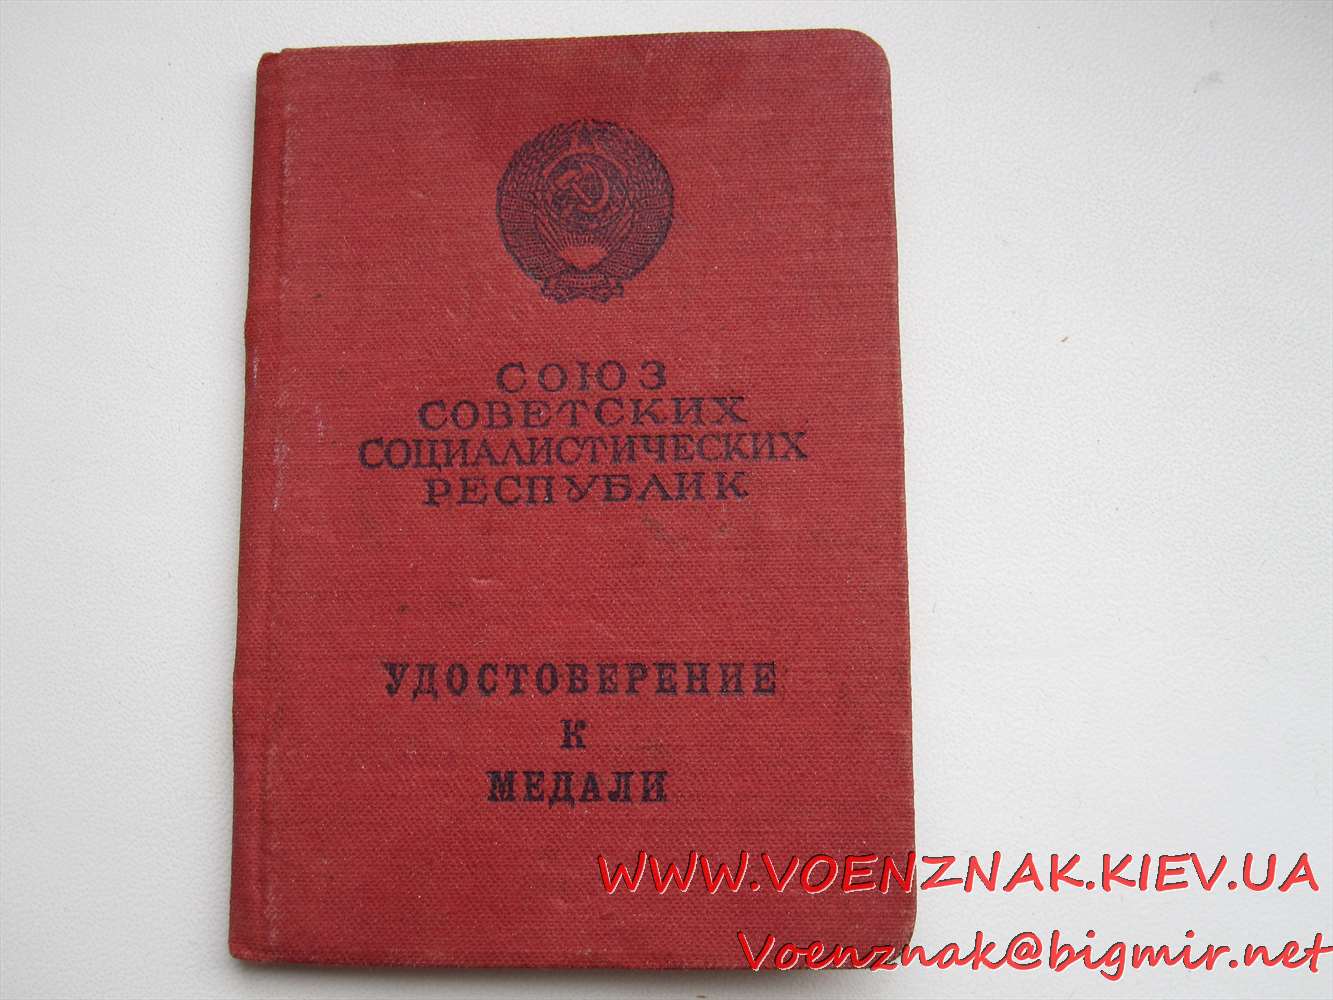 СОЮЗ
СОВЕТСКИХ
СОЦИАЛИСТИЧЕСКИХ
РЕСПУБЛИК
УДОСТОВЕРЕНИЕ
К
МЕДАЛИ
WWW.VOENZNAK.KIEV.UA
Voenznak@bigmir.net